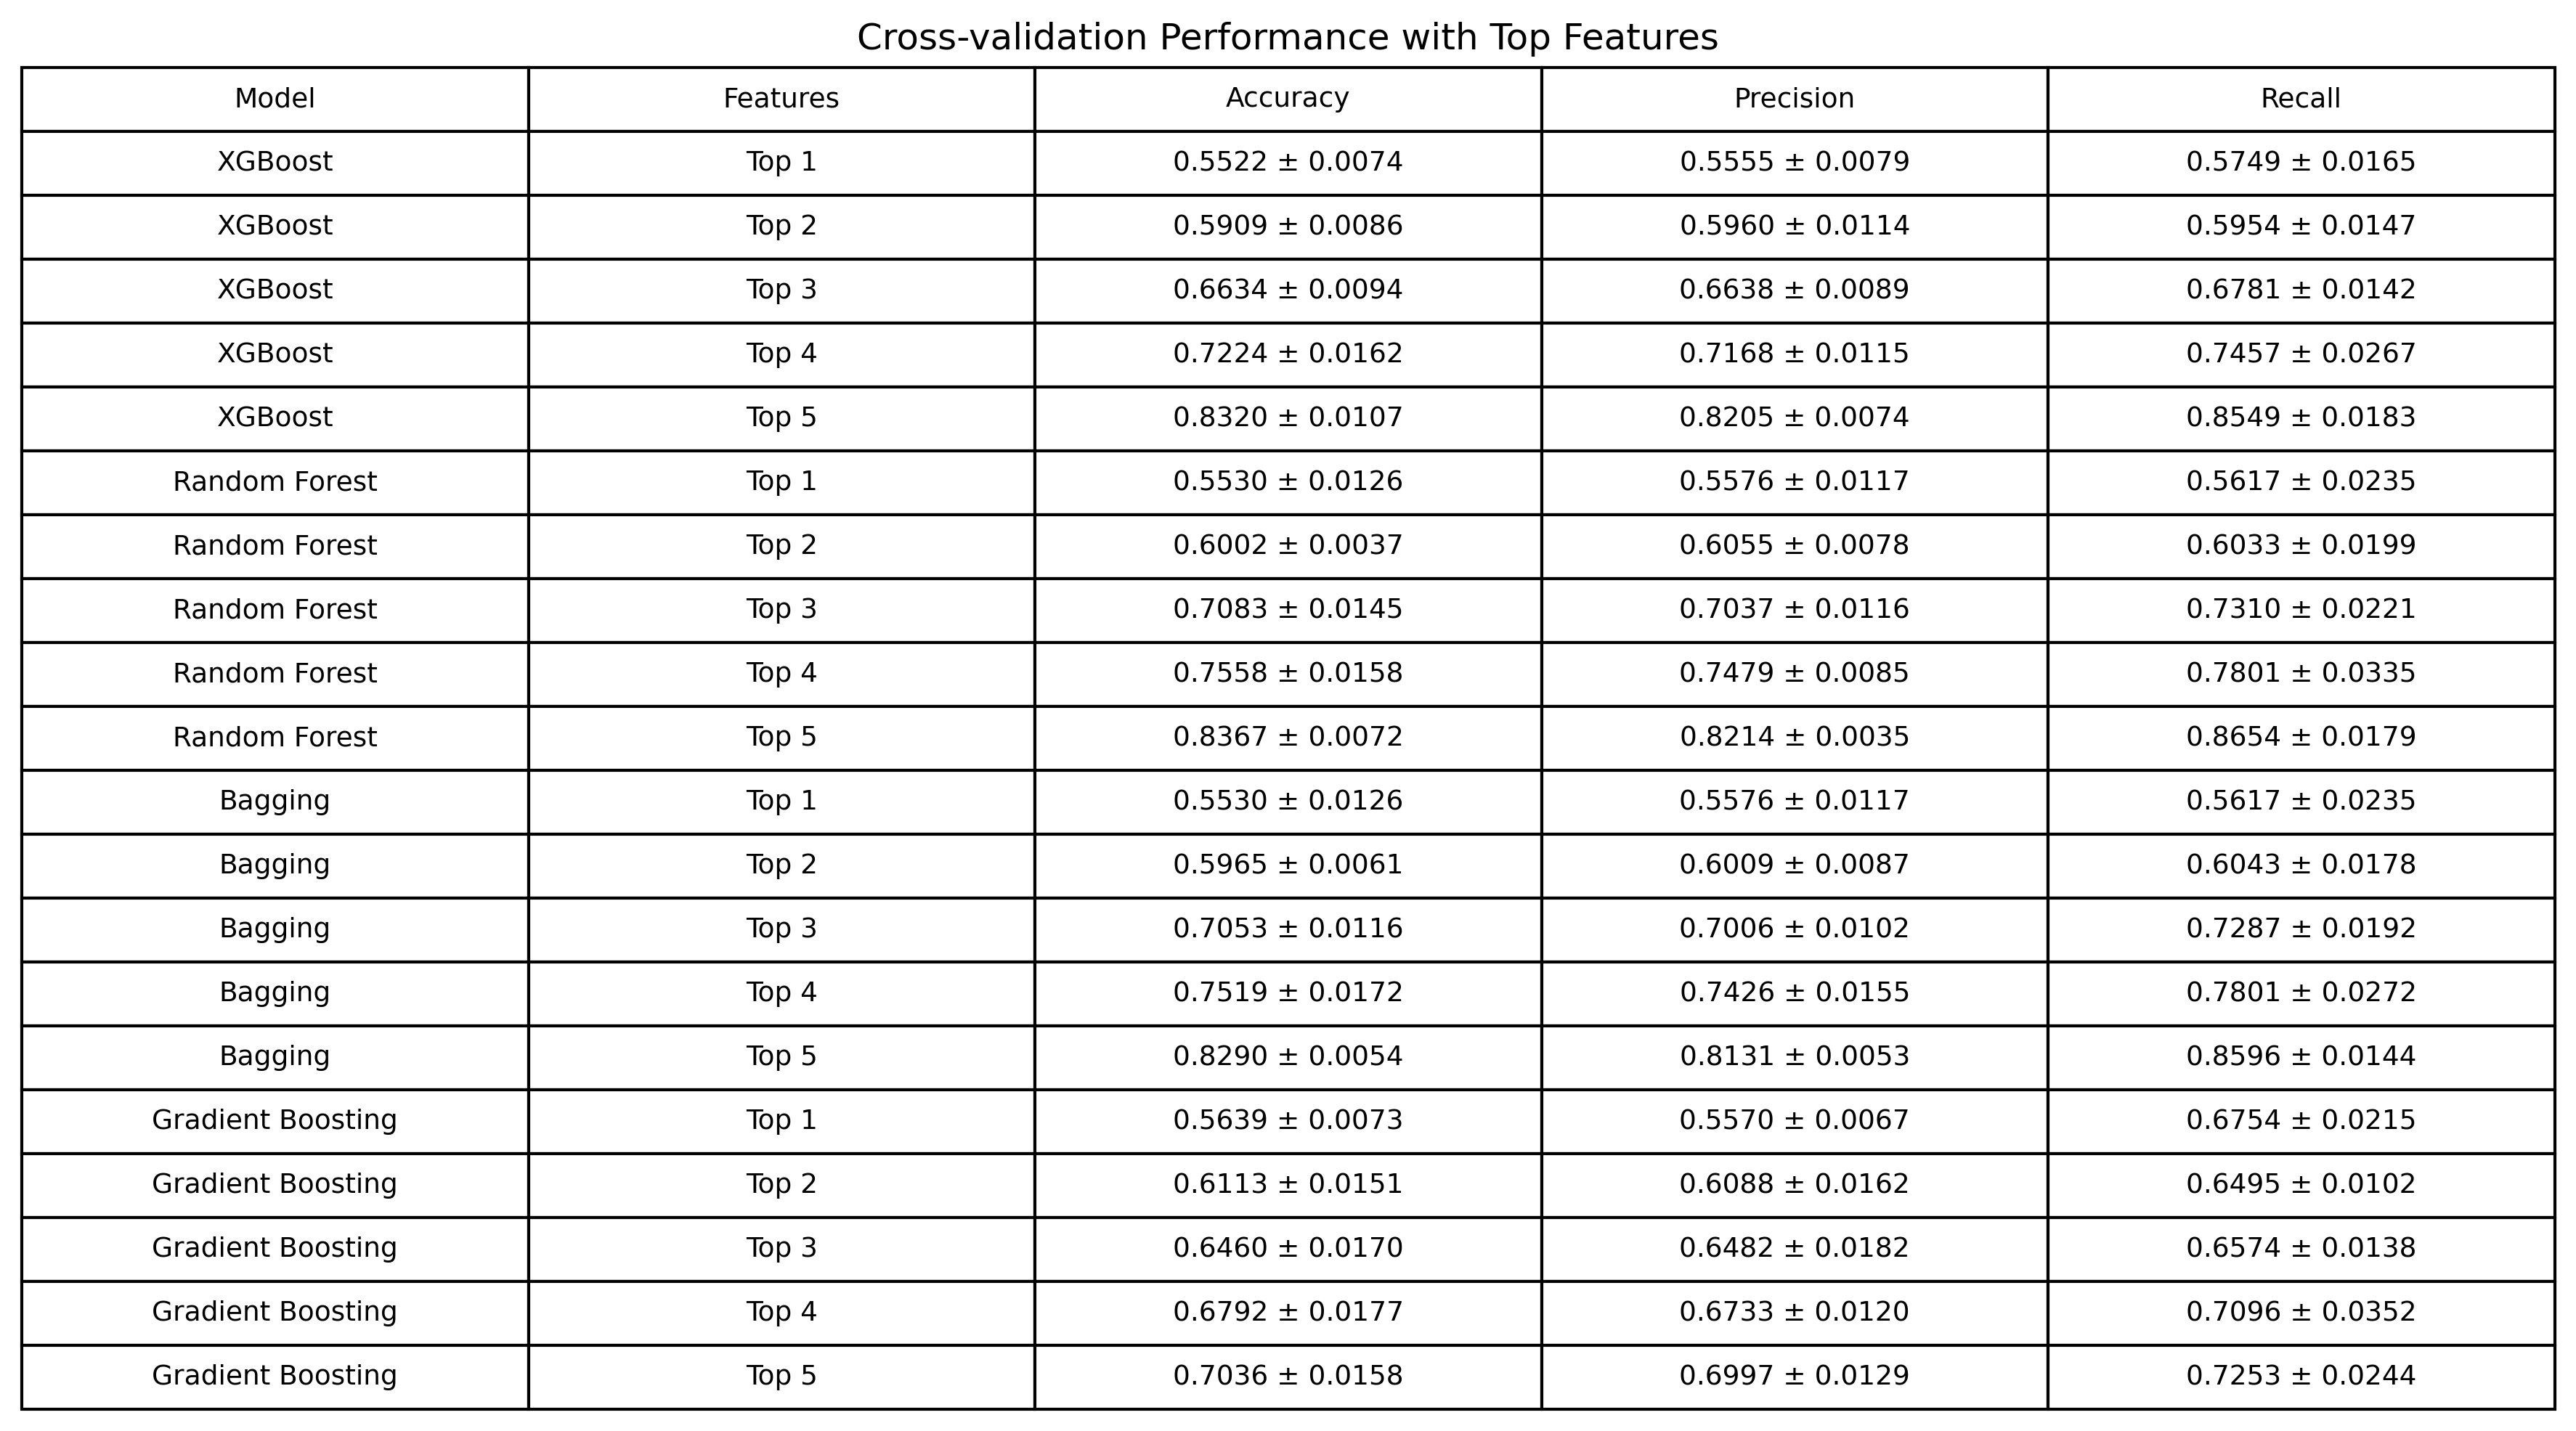 Cross-validation Performance with Top Features
Model Features Accuracy Precision Recall
XGBoost Top 1 0.5522 ± 0.0074 0.5555 ± 0.0079 0.5749 ± 0.0165
XGBoost Top 2 0.5909 ± 0.0086 0.5960 ± 0.0114 0.5954 ± 0.0147
XGBoost Top 3 0.6634 ± 0.0094 0.6638 ± 0.0089 0.6781 ± 0.0142
XGBoost Top 4 0.7224 ± 0.0162 0.7168 ± 0.0115 0.7457 ± 0.0267
XGBoost Top 5 0.8320 ± 0.0107 0.8205 ± 0.0074 0.8549 ± 0.0183
Random Forest Top 1 0.5530 ± 0.0126 0.5576 ± 0.0117 0.5617 ± 0.0235
Random Forest Top 2 0.6002 ± 0.0037 0.6055 ± 0.0078 0.6033 ± 0.0199
Random Forest Top 3 0.7083 ± 0.0145 0.7037 ± 0.0116 0.7310 ± 0.0221
Random Forest Top 4 0.7558 ± 0.0158 0.7479 ± 0.0085 0.7801 ± 0.0335
Random Forest Top 5 0.8367 ± 0.0072 0.8214 ± 0.0035 0.8654 ± 0.0179
Bagging Top 1 0.5530 ± 0.0126 0.5576 ± 0.0117 0.5617 ± 0.0235
Bagging Top 2 0.5965 ± 0.0061 0.6009 ± 0.0087 0.6043 ± 0.0178
Bagging Top 3 0.7053 ± 0.0116 0.7006 ± 0.0102 0.7287 ± 0.0192
Bagging Top 4 0.7519 ± 0.0172 0.7426 ± 0.0155 0.7801 ± 0.0272
Bagging Top 5 0.8290 ± 0.0054 0.8131 ± 0.0053 0.8596 ± 0.0144
Gradient Boosting Top 1 0.5639 ± 0.0073 0.5570 ± 0.0067 0.6754 ± 0.0215
Gradient Boosting Top 2 0.6113 ± 0.0151 0.6088 ± 0.0162 0.6495 ± 0.0102
Gradient Boosting Top 3 0.6460 ± 0.0170 0.6482 ± 0.0182 0.6574 ± 0.0138
Gradient Boosting Top 4 0.6792 ± 0.0177 0.6733 ± 0.0120 0.7096 ± 0.0352
Gradient Boosting Top 5 0.7036 ± 0.0158 0.6997 ± 0.0129 0.7253 ± 0.0244